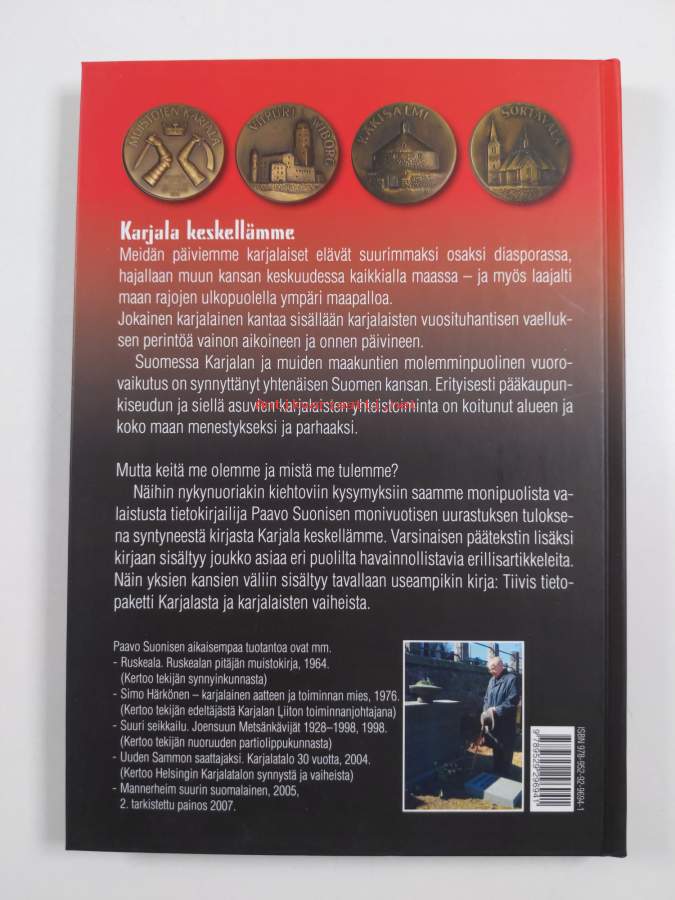 MUISTOJEN KARJALA
VIIPURI WIBORG
KÄKISALMI
SORTAVALA
Karjala keskellämme
Meidän päiviemme karjalaiset elävät suurimmaksi osaksi diasporassa,
hajallaan muun kansan keskuudessa kaikkialla maassa – ja myös laajalti
maan rajojen ulkopuolella ympäri maapalloa.
Jokainen karjalainen kantaa sisällään karjalaisten vuosituhantisen vaelluk-
sen perintöä vainon aikoineen ja onnen päivineen.
Suomessa Karjalan ja muiden maakuntien molemminpuolinen vuoro-
vaikutus on synnyttänyt yhtenäisen Suomen kansan. Erityisesti pääkaupun-
kiseudun ja siellä asuvien karjalaisten yhteistoiminta on koitunut alueen ja
koko maan menestykseksi ja parhaaksi.
Mutta keitä me olemme ja mistä me tulemme?
Näihin nykynuoriakin kiehtoviin kysymyksiin saamme monipuolista va-
laistusta tietokirjailija Paavo Suonisen monivuotisen uurastuksen tulokse-
na syntyneestä kirjasta Karjala keskellämme. Varsinaisen päätekstin lisäksi
kirjaan sisältyy joukko asiaa eri puolilta havainnollistavia erillisartikkeleita.
Näin yksien kansien väliin sisältyy tavallaan useampikin kirja: Tiivis tieto-
paketti Karjalasta ja karjalaisten vaiheista.
Paavo Suonisen aikaisempaa tuotantoa ovat mm.
- Ruskeala. Ruskealan pitäjän muistokirja, 1964.
(Kertoo tekijän synnyinkunnasta)
- Simo Härkönen – karjalainen aatteen ja toiminnan mies, 1976.
(Kertoo tekijän edeltäjästä Karjalan Liiton toiminnanjohtajana)
- Suuri seikkailu. Joensuun Metsänkävijät 1928–1998, 1998.
(Kertoo tekijän nuoruuden partiolippukunnasta)
- Uuden Sammon saattajaksi. Karjalatalo 30 vuotta, 2004.
(Kertoo Helsingin Karjalatalon synnystä ja vaiheista)
- Mannerheim suurin suomalainen, 2005,
2. tarkistettu painos 2007.
ISBN 978-952-92-9694-1
9789529296941